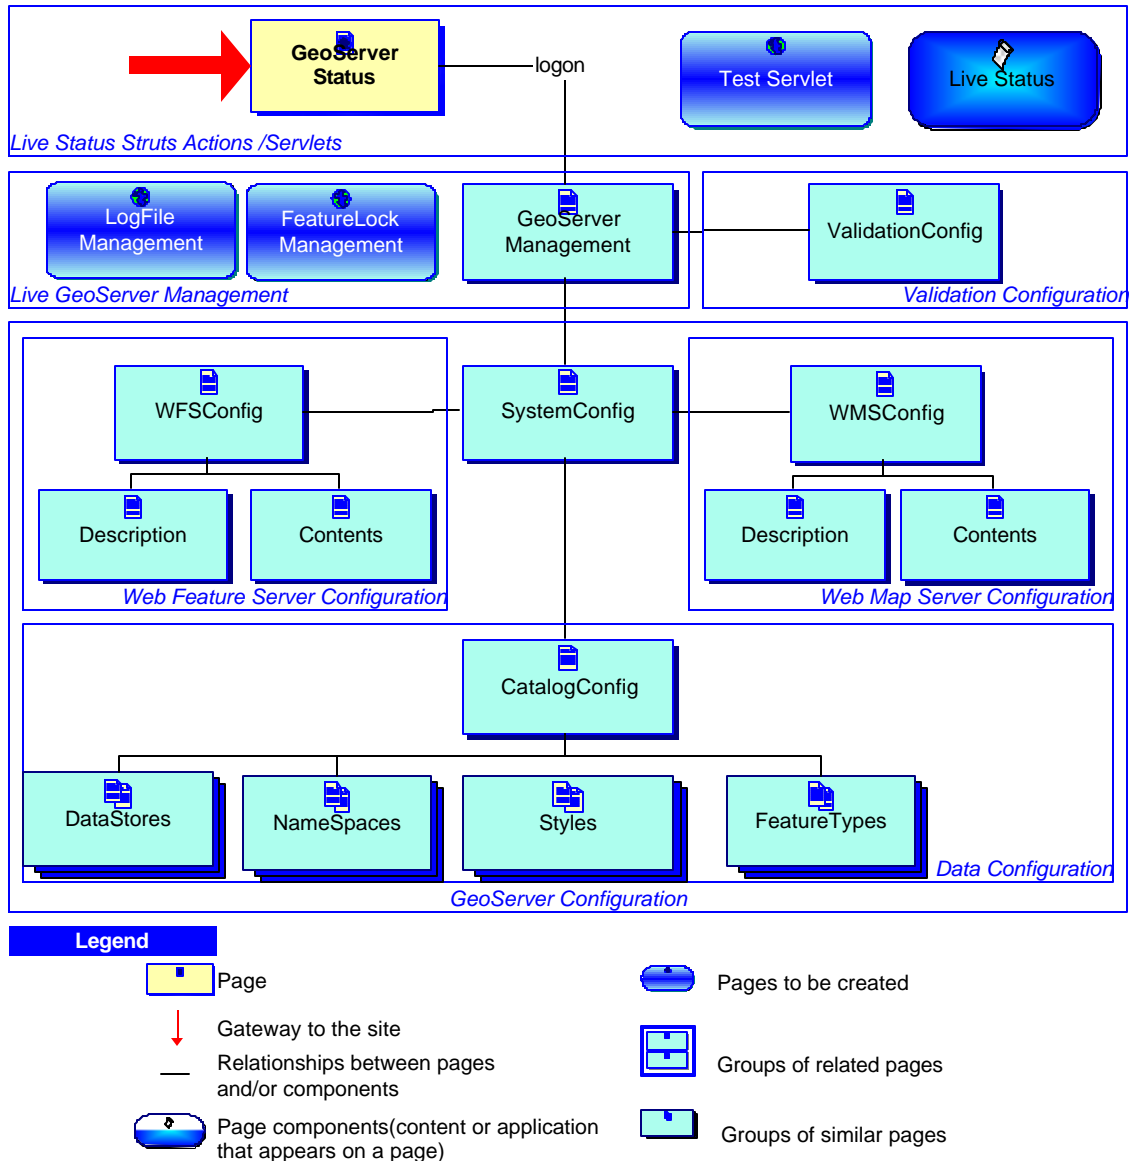 GeoServer
Status
logon
Test Servlet
Live Status
Live Status Struts Actions /Servlets
LogFile
Management
FeatureLock
Management
GeoServer
Management
ValidationConfig
Live GeoServer Management
Validation Configuration
WFSConfig
SystemConfig
WMSConfig
Description
Contents
Description
Contents
Web Feature Server Configuration
Web Map Server Configuration
CatalogConfig
DataStores
NameSpaces
Styles
FeatureTypes
Data Configuration
GeoServer Configuration
Legend
Page
Pages to be created
Gateway to the site
Relationships between pages
and/or components
Groups of related pages
Page components(content or application
that appears on a page)
Groups of similar pages